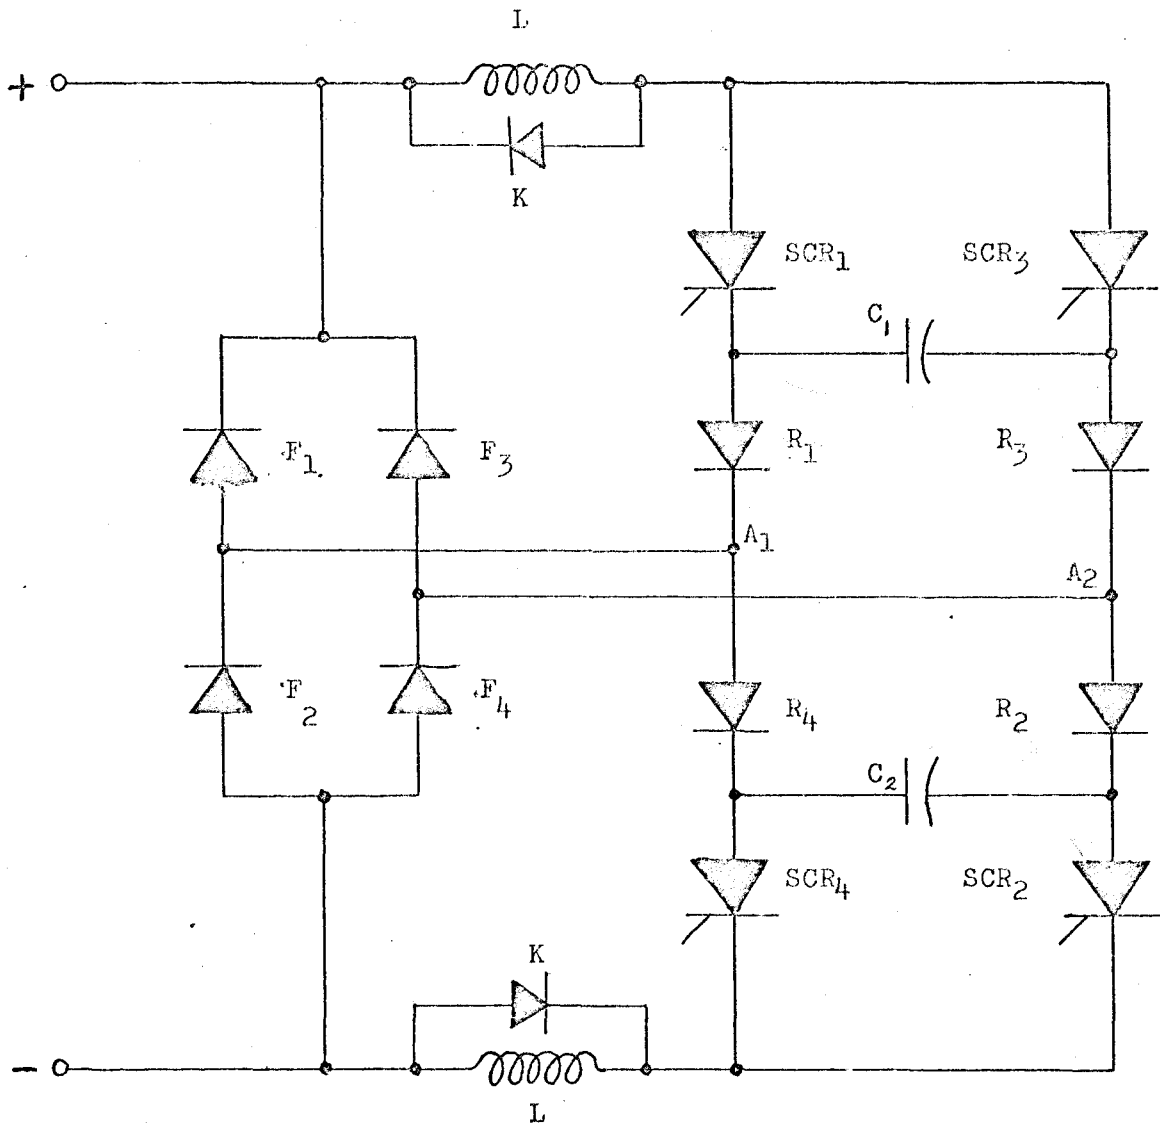 L
+
K
SCR1 SCR3
C1
F1 F3 R1 R3
A1
A2
F2 F4 R4 R2
C2
SCR4 SCR2
K
-
L